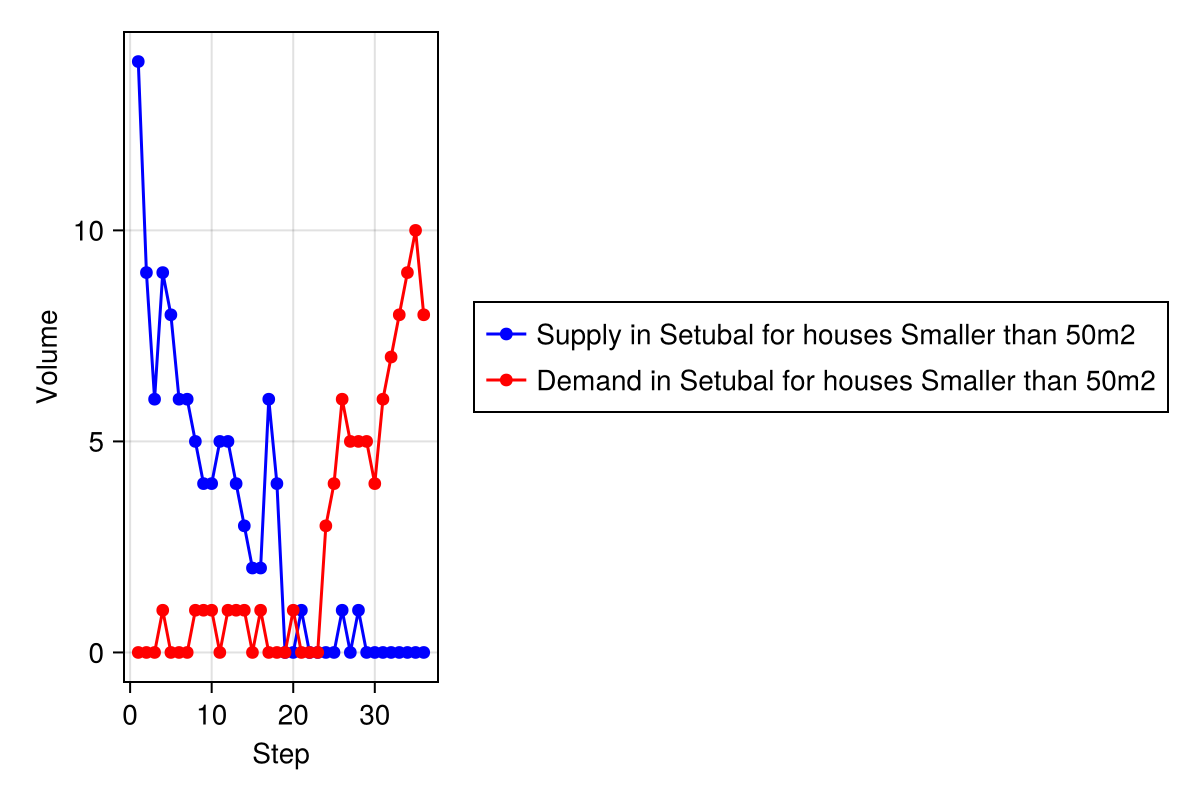 Volume
10
5
0
0 10 20 30
Step
Supply in Setubal for houses Smaller than 50m2
Demand in Setubal for houses Smaller than 50m2